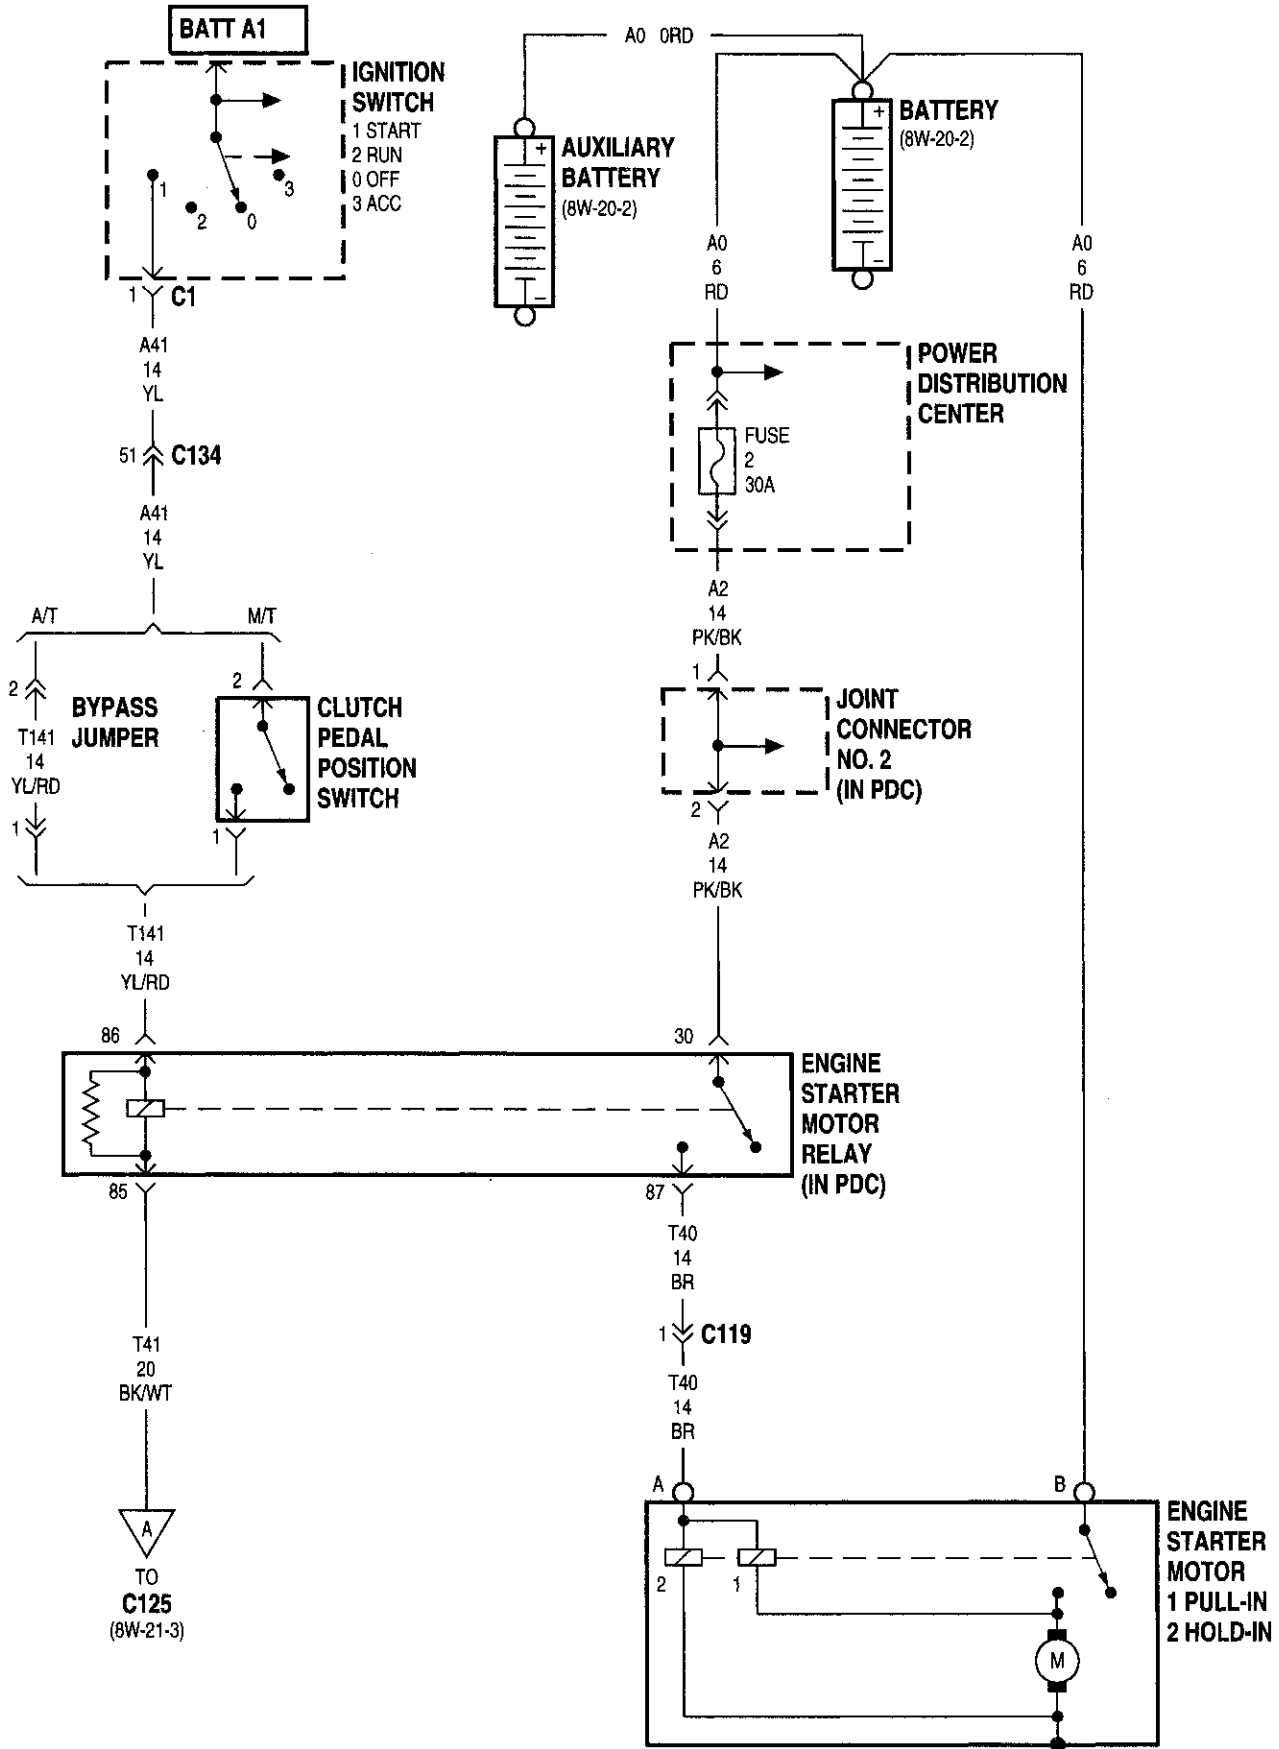 BATT A1
IGNITION
SWITCH
1 START
2 RUN
0 OFF
3 ACC
1
2
0
3
1
C1
A41
14
YL
51
C134
A41
14
YL
A/T
M/T
2
BYPASS
JUMPER
T141
14
YL/RD
1
2
CLUTCH
PEDAL
POSITION
SWITCH
1
T141
14
YL/RD
86
85
T41
20
BK/WT
A
TO
C125
(8W-21-3)
A0 0RD
+
AUXILIARY
BATTERY
(8W-20-2)
–
+
BATTERY
(8W-20-2)
–
A0
6
RD
A0
6
RD
POWER
DISTRIBUTION
CENTER
FUSE
2
30A
A2
14
PK/BK
1
JOINT
CONNECTOR
NO. 2
(IN PDC)
2
A2
14
PK/BK
30
ENGINE
STARTER
MOTOR
RELAY
(IN PDC)
87
T40
14
BR
1
C119
T40
14
BR
A
B
2
1
M
ENGINE
STARTER
MOTOR
1 PULL-IN
2 HOLD-IN